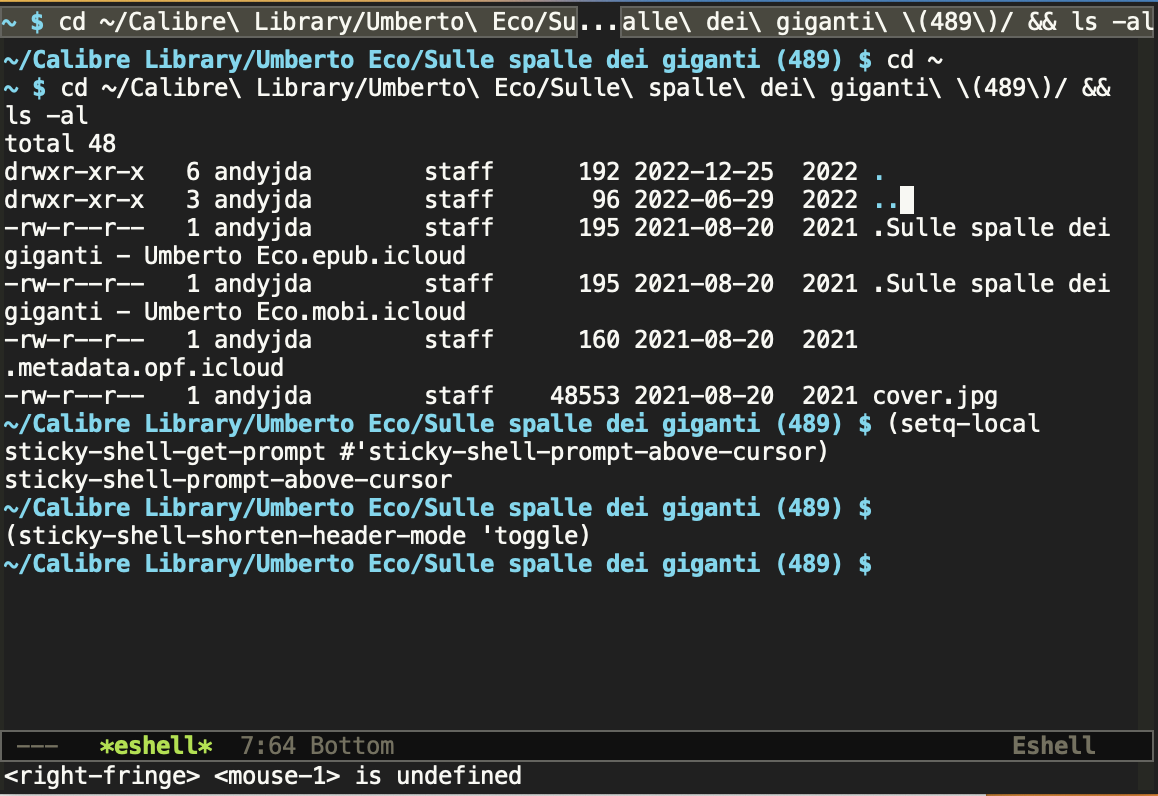 ~ $ cd ~/Calibre\ Library/Umberto\ Eco/Su...alle\ dei\ giganti\ \(489\)/ && ls -al
~/Calibre Library/Umberto Eco/Sulle spalle dei giganti (489) $ cd ~
~ $ cd ~/Calibre\ Library/Umberto\ Eco/Sulle\ spalle\ dei\ giganti\ \(489\)/ &&
ls -al
total 48
drwxr-xr-x   6 andyjda        staff      192 2022-12-25  2022 .
drwxr-xr-x   3 andyjda        staff       96 2022-06-29  2022 ..
-rw-r--r--   1 andyjda        staff      195 2021-08-20  2021 .Sulle spalle dei
giganti - Umberto Eco.epub.icloud
-rw-r--r--   1 andyjda        staff      195 2021-08-20  2021 .Sulle spalle dei
giganti - Umberto Eco.mobi.icloud
-rw-r--r--   1 andyjda        staff      160 2021-08-20  2021
.metadata.opf.icloud
-rw-r--r--   1 andyjda        staff    48553 2021-08-20  2021 cover.jpg
~/Calibre Library/Umberto Eco/Sulle spalle dei giganti (489) $ (setq-local
sticky-shell-get-prompt #'sticky-shell-prompt-above-cursor)
sticky-shell-prompt-above-cursor
~/Calibre Library/Umberto Eco/Sulle spalle dei giganti (489) $
(sticky-shell-shorten-header-mode 'toggle)
~/Calibre Library/Umberto Eco/Sulle spalle dei giganti (489) $
---   *eshell*  7:64 Bottom                                            Eshell
<right-fringe> <mouse-1> is undefined